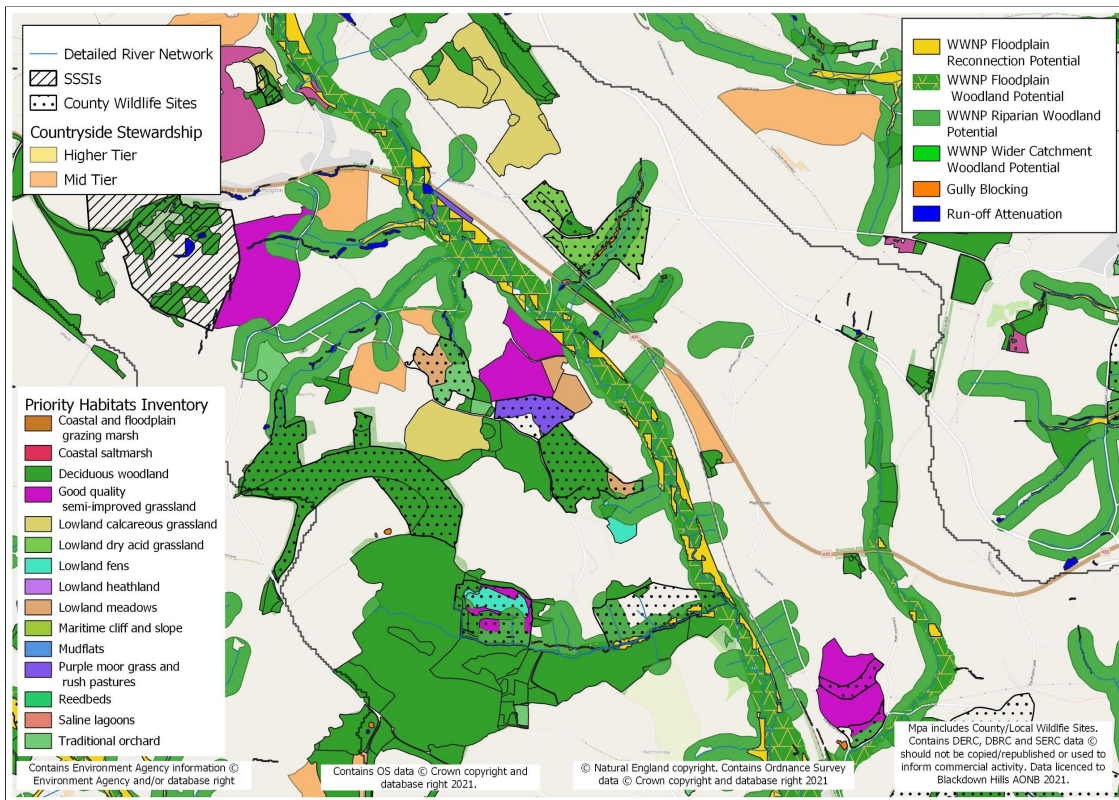 Detailed River Network
SSSIs
County Wildlife Sites
Countryside Stewardship
Higher Tier
Mid Tier
WWNP Floodplain
Reconnection Potential
WWNP Floodplain
Woodland Potential
WWNP Riparian Woodland
Potential
WWNP Wider Catchment
Woodland Potential
Gully Blocking
Run-off Attenuation
A35
A35
A35
Priority Habitats Inventory
Coastal and floodplain
grazing marsh
Coastal saltmarsh
Deciduous woodland
Good quality
semi-improved grassland
Lowland calcareous grassland
Lowland dry acid grassland
Lowland fens
Lowland heathland
Lowland meadows
Maritime cliff and slope
Mudflats
Purple moor grass and
rush pastures
Reedbeds
Saline lagoons
Traditional orchard
Contains Environment Agency information ©
Environment Agency and/or database right
Contains OS data © Crown copyright and
database right 2021.
© Natural England copyright. Contains Ordnance Survey
data © Crown copyright and database right 2021
Mpa includes County/Local Wildlfie Sites.
Contains DERC, DBRC and SERC data ©
should not be copied/republished or used to
inform commercial activity. Data licenced to
Blackdown Hills AONB 2021.